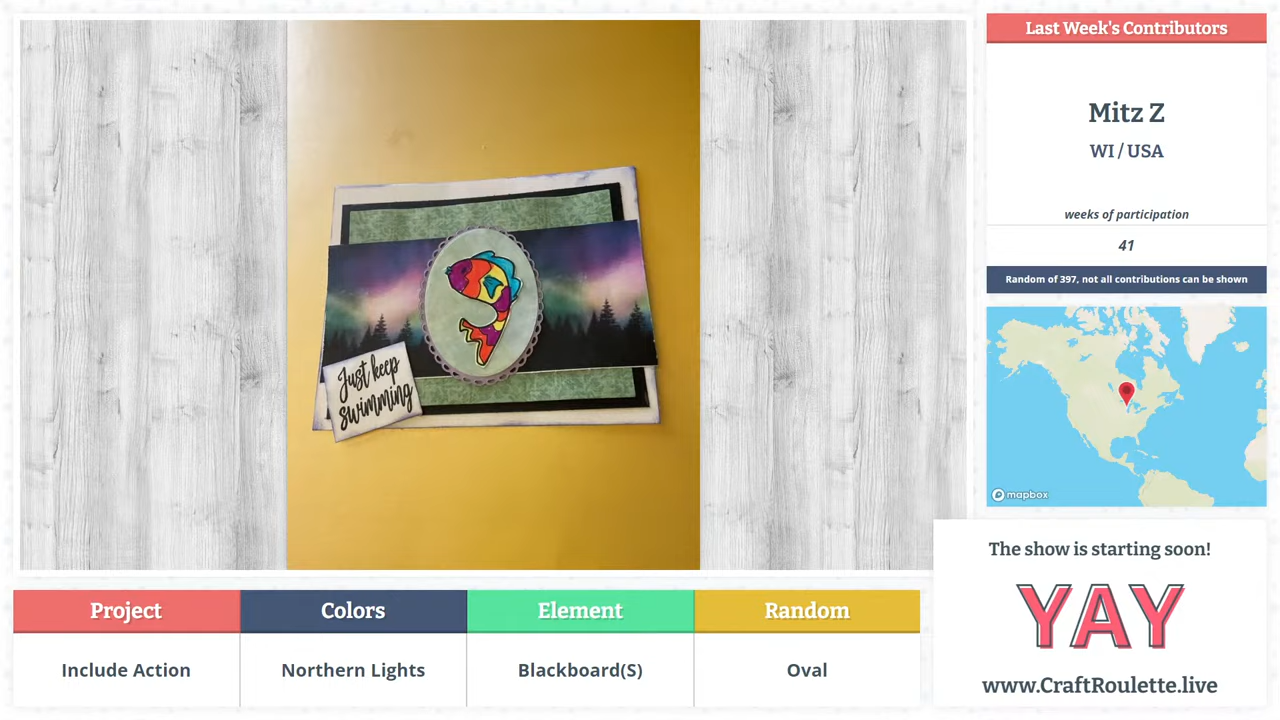 Last Week's Contributors
Mitz Z
WI / USA
weeks of participation
41
Random of 397, not all contributions can be shown
mapbox
Just keep
swimming
The show is starting soon!
YAY
www.CraftRoulette.live
Project
Colors
Element
Random
Include Action
Northern Lights
Blackboard(S)
Oval